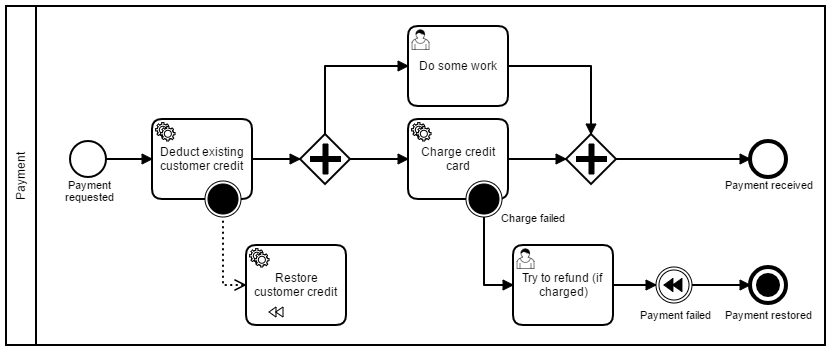 Payment
Do some work
Deduct existing
customer credit
Charge credit
card
Payment
requested
Payment received
Charge failed
Restore
customer credit
Try to refund (if
charged)
Payment failed
Payment restored